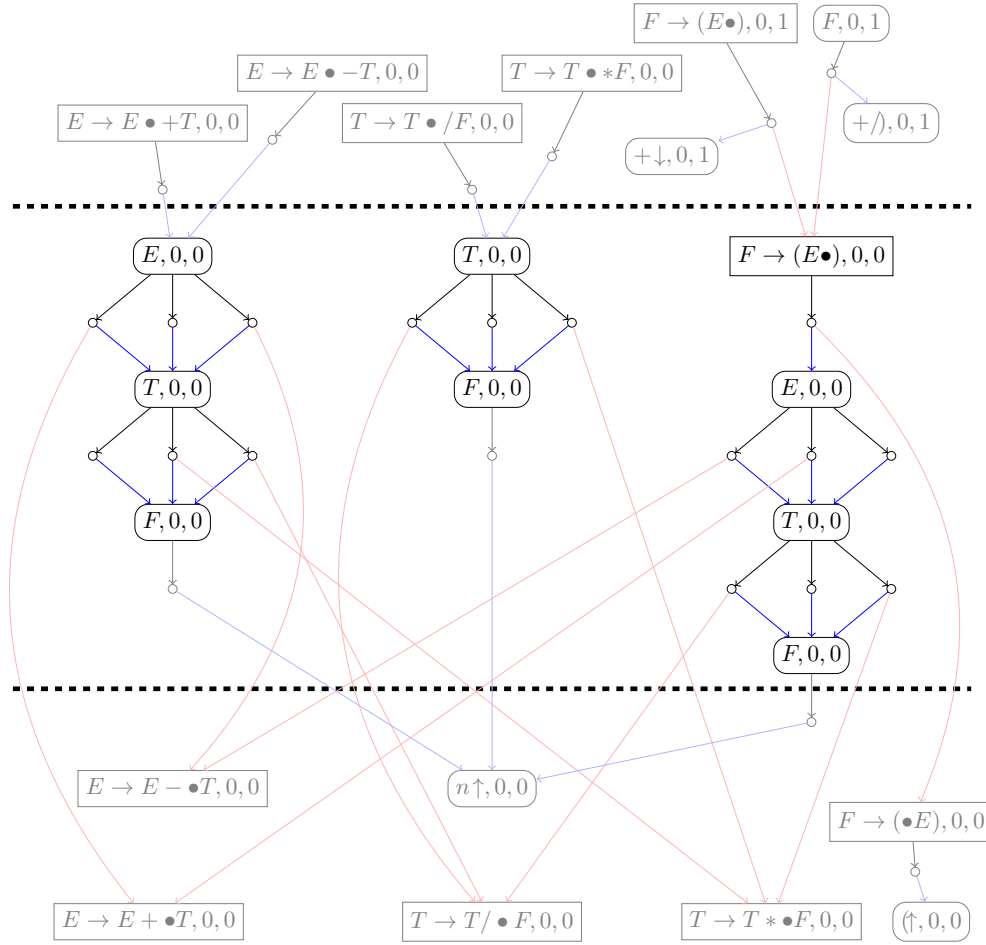 F → (E●), 0, 1
F, 0, 1
E → E ● −T, 0, 0
T → T ● ∗F, 0, 0
E → E ● +T, 0, 0
T → T ● /F, 0, 0
+/), 0, 1
+↓, 0, 1
E, 0, 0
T, 0, 0
F → (E●), 0, 0
T, 0, 0
F, 0, 0
E, 0, 0
F, 0, 0
T, 0, 0
F, 0, 0
E → E − ●T, 0, 0
n↑, 0, 0
F → (●E), 0, 0
E → E + ●T, 0, 0
T → T/ ● F, 0, 0
T → T ∗ ●F, 0, 0
(↑, 0, 0